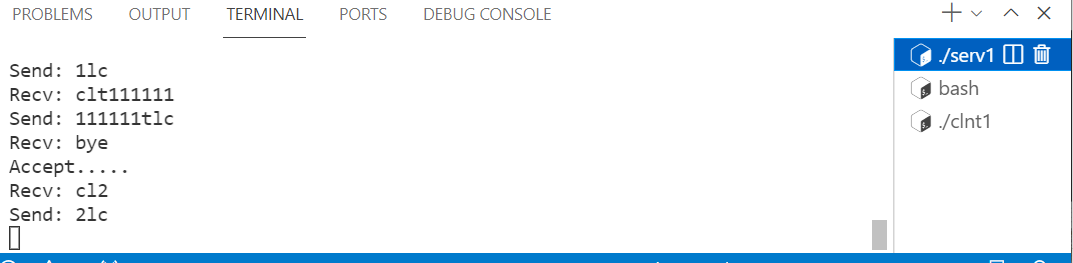 PROBLEMS OUTPUT TERMINAL PORTS DEBUG CONSOLE
Send: 1lc
Recv: clt111111
Send: 111111tlc
Recv: bye
Accept.....
Recv: cl2
Send: 2lc
./serv1
bash
./clnt1